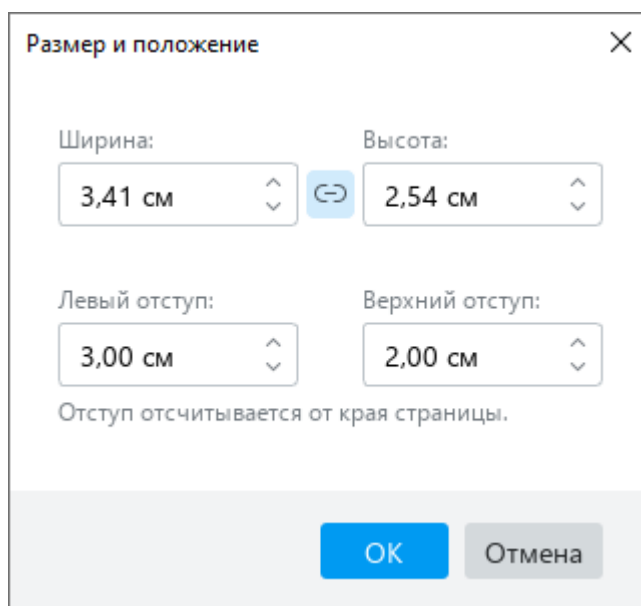 Размер и положение
Ширина: Высота:
3,41 см 2,54 см
Левый отступ: Верхний отступ:
3,00 см 2,00 см
Отступ отсчитывается от края страницы.
OK Отмена